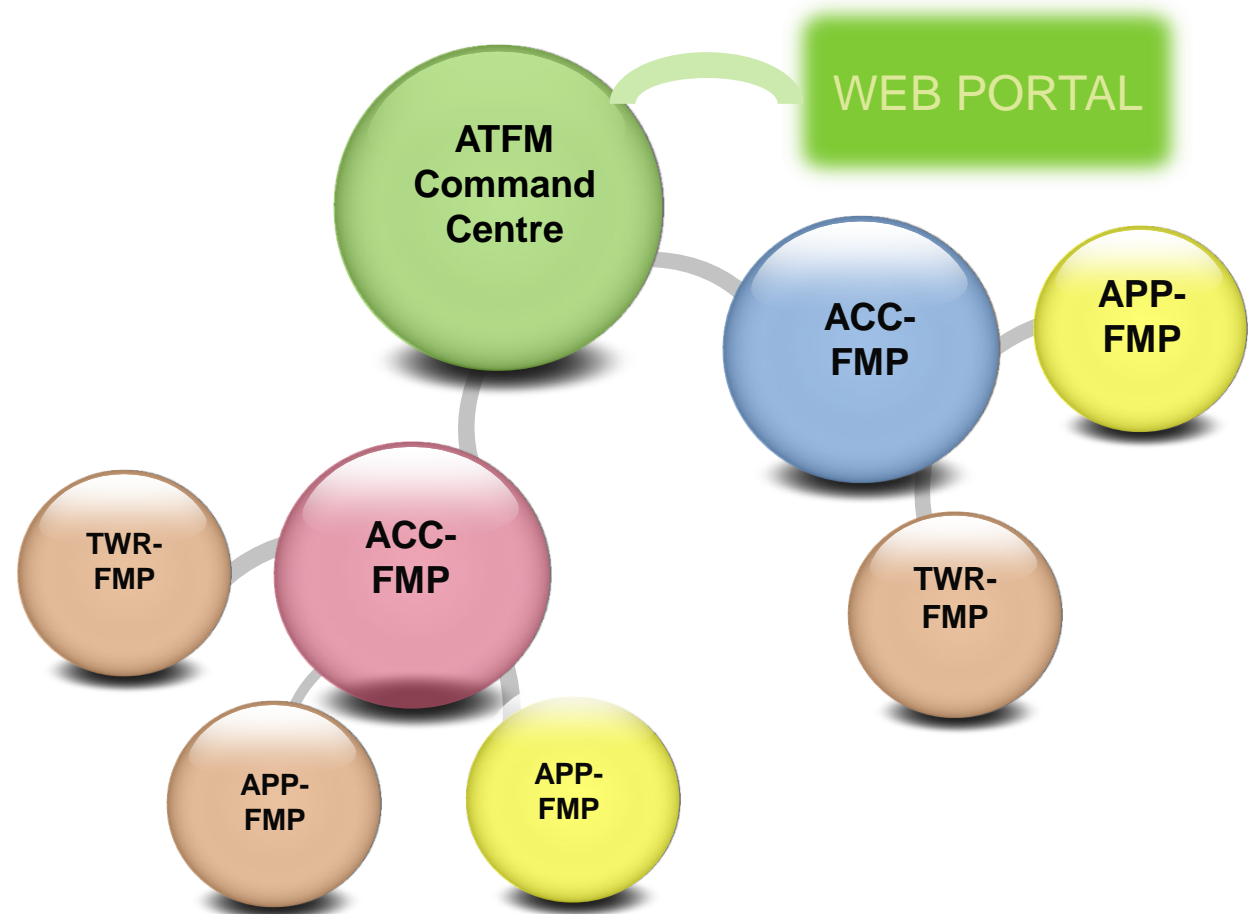 WEB PORTAL
ATFM
Command
Centre
ACC-
FMP
APP-
FMP
ACC-
FMP
TWR-
FMP
TWR-
FMP
APP-
FMP
APP-
FMP